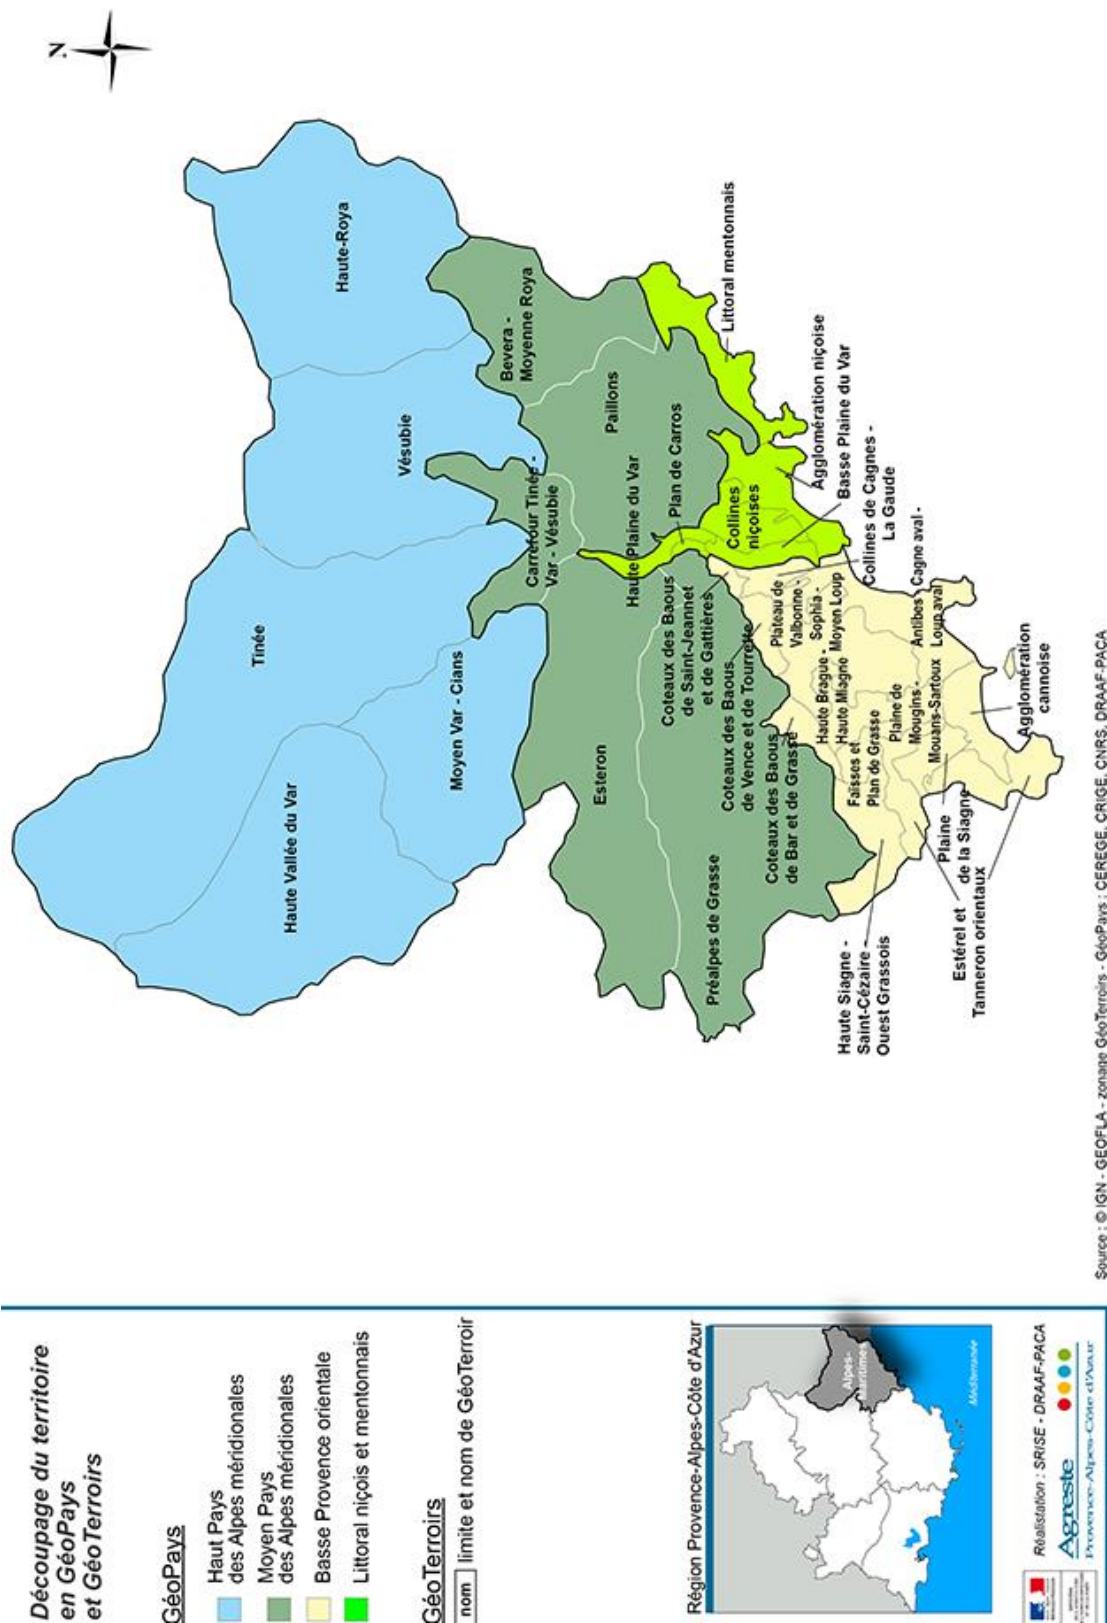 Découpage du territoire
en GéoPays
et GéoTerroirs
GéoPays
Haut Pays
des Alpes méridionales
Moyen Pays
des Alpes méridionales
Basse Provence orientale
Littoral niçois et mentonnais
GéoTerroirs
nom
limite et nom de GéoTerroir
Région Provence-Alpes-Côte d'Azur
Alpes-
maritimes
Méditerranée
Réalistation : SRISE - DRAAF-PACA
Agreste
Provence-Alpes-Côte d'Azur
N
Tinée
Haute Vallée du Var
Moyen Var - Cians
Vésubie
Haute-Roya
Bevera -
Moyenne Roya
Carrefour Tinée -
Var - Vésubie
Paillons
Esteron
Préalpes de Grasse
Haute Plaine du Var
Plan de Carros
Littoral mentonnais
Collines
niçoises
Agglomération niçoise
Basse Plaine du Var
Collines de Cagnes -
La Gaude
Coteaux des Baous
de Saint-Jeannet
et de Gattières
Coteaux des Baous
de Vence et de Tourrette
Coteaux des Baous
de Bar et de Grasse
Plateau de
Valbonne -
Sophia -
Moyen Loup
Cagne aval -
Loup aval
Antibes
Haute Brague -
Haute Miagne
Faisses et
Plan de Grasse
Plaine de
Mougins -
Mouans-Sartoux
Agglomération
cannoise
Plaine
de la Siagne
Estérel et
Tanneron orientaux
Haute Siagne -
Saint-Cézaire -
Ouest Grassois
Source : © IGN - GEOFLA - zonage GéoTerroirs - GéoPays : CEREGE, CRIGE, CNRS, DRAAF-PACA